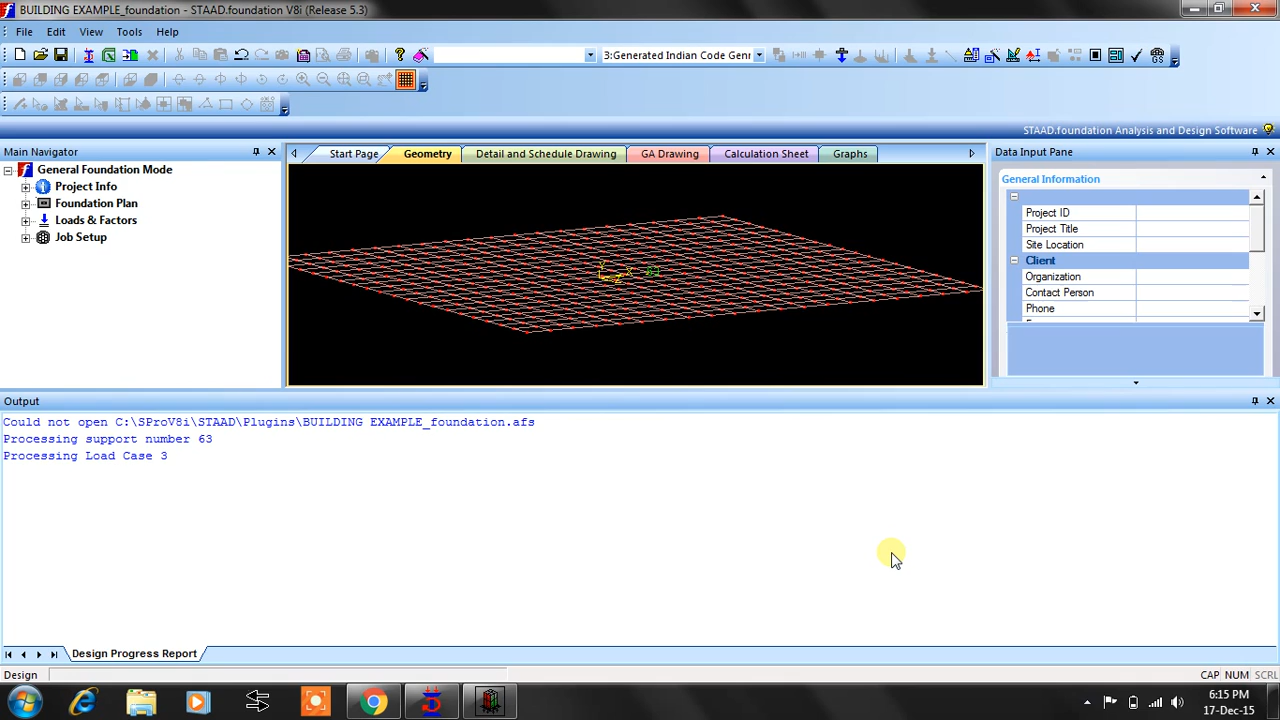 BUILDING EXAMPLE_foundation - STAAD.foundation V8i (Release 5.3)
File Edit View Tools Help
3:Generated Indian Code Genr
STAAD.foundation Analysis and Design Software
Main Navigator
General Foundation Mode
Project Info
Foundation Plan
Loads & Factors
Job Setup
Start Page Geometry Detail and Schedule Drawing GA Drawing Calculation Sheet Graphs
Data Input Pane
General Information
Project ID
Project Title
Site Location
Client
Organization
Contact Person
Phone
Output
Could not open C:\SProV8i\STAAD\Plugins\BUILDING EXAMPLE_foundation.afs
Processing support number 63
Processing Load Case 3
Design Progress Report
Design
CAP NUM SCRL
6:15 PM
17-Dec-15